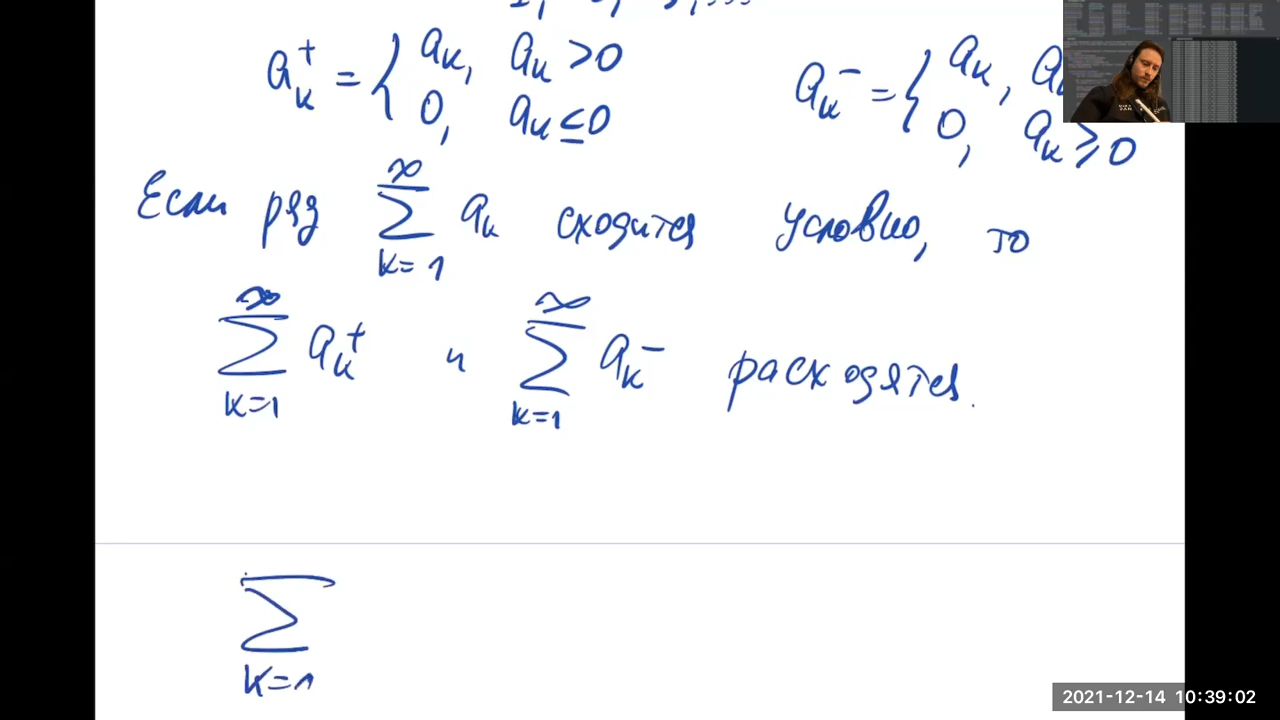 a_k^+ = { a_k, a_k > 0
0, a_k ≤ 0
a_k^- = { a_k, a
0, a_k ≥ 0
Если ряд ∑_{k=1}^∞ a_k сходится условно, то
∑_{k=1}^∞ a_k^+ и ∑_{k=1}^∞ a_k^- расходятся.
∑_{k=1}
2021-12-14 10:39:02